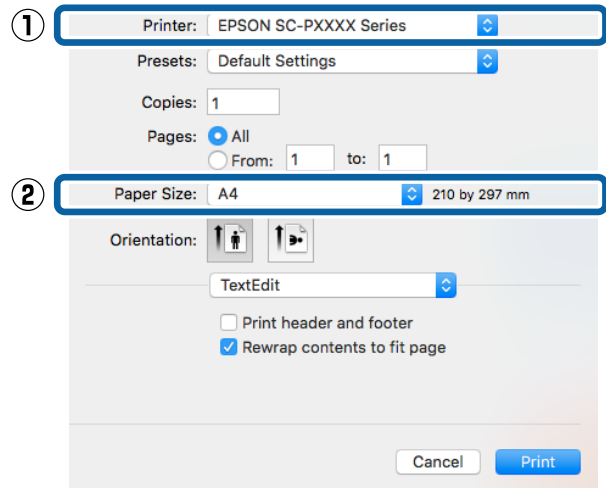 ① Printer: EPSON SC-PXXXX Series
Presets: Default Settings
Copies: 1
Pages: All
From: 1 to: 1
② Paper Size: A4 210 by 297 mm
Orientation:
TextEdit
Print header and footer
Rewrap contents to fit page
Cancel Print